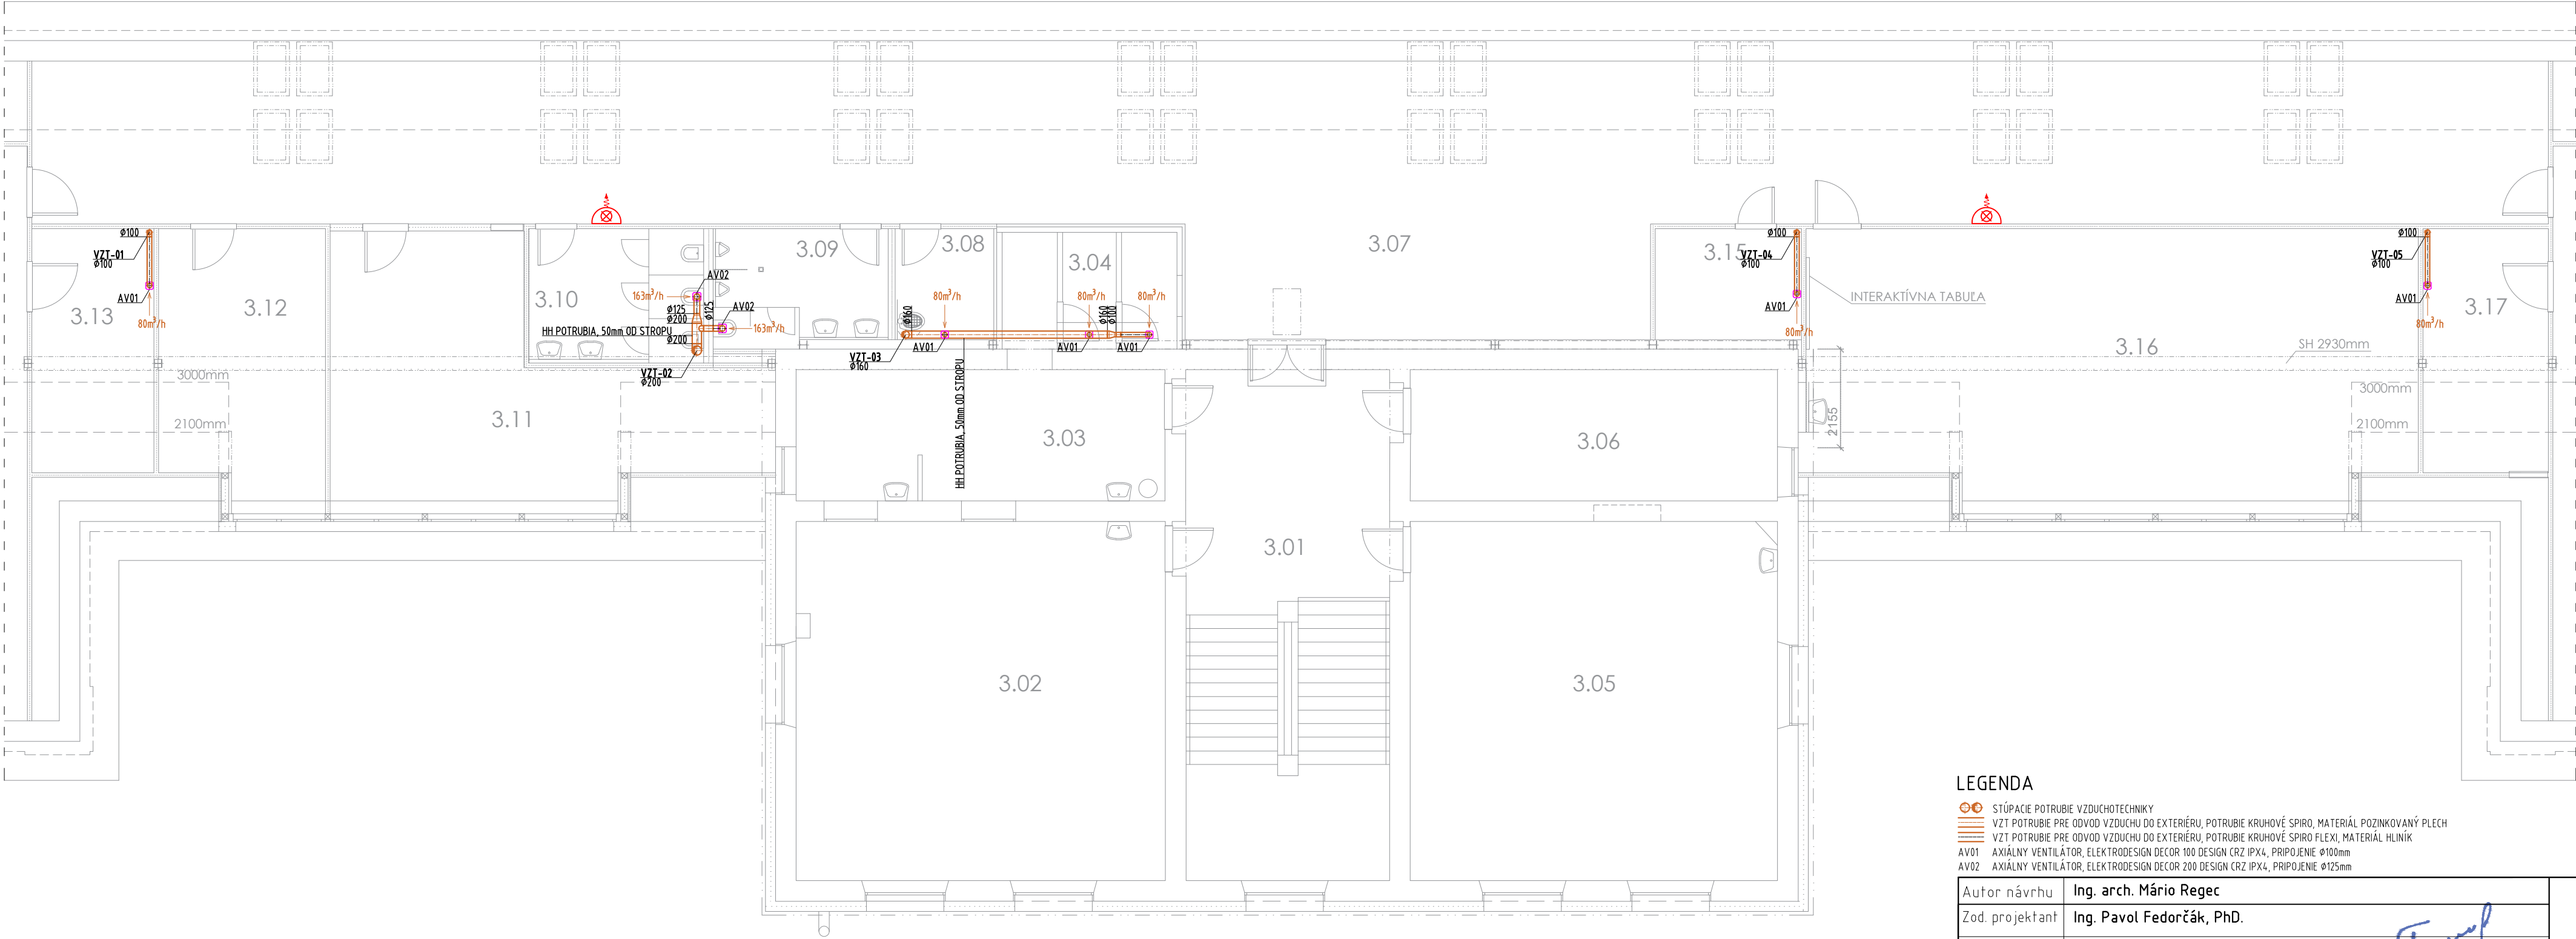 3.13
3.12
3.11
3.10
3.09
3.08
3.04
3.07
3.15
3.16
3.17
3.03
3.06
3.01
3.02
3.05
ø100
VZT-01
ø100
AV01
80m³/h
3000mm
2100mm
163m³/h
AV02
ø125
ø200
ø125
AV02
163m³/h
HH POTRUBIA, 50mm OD STROPU
ø200
VZT-02
ø200
ø160
80m³/h
80m³/h
80m³/h
ø160
ø100
VZT-03
ø160
AV01
AV01
AV01
HH POTRUBIA, 50mm OD STROPU
ø100
VZT-04
ø100
AV01
80m³/h
INTERAKTÍVNA TABUĽA
2155
SH 2930mm
ø100
VZT-05
ø100
AV01
80m³/h
3000mm
2100mm
LEGENDA
STÚPACIE POTRUBIE VZDUCHOTECHNIKY
VZT POTRUBIE PRE ODVOD VZDUCHU DO EXTERIÉRU, POTRUBIE KRUHOVÉ SPIRO, MATERIÁL POZINKOVANÝ PLECH
VZT POTRUBIE PRE ODVOD VZDUCHU DO EXTERIÉRU, POTRUBIE KRUHOVÉ SPIRO FLEXI, MATERIÁL HLINÍK
AV01 AXIÁLNY VENTILÁTOR, ELEKTRODESIGN DECOR 100 DESIGN CRZ IPX4, PRIPOJENIE ø100mm
AV02 AXIÁLNY VENTILÁTOR, ELEKTRODESIGN DECOR 200 DESIGN CRZ IPX4, PRIPOJENIE ø125mm
Autor návrhu Ing. arch. Mário Regec
Zod. projektant Ing. Pavol Fedorčák, PhD.